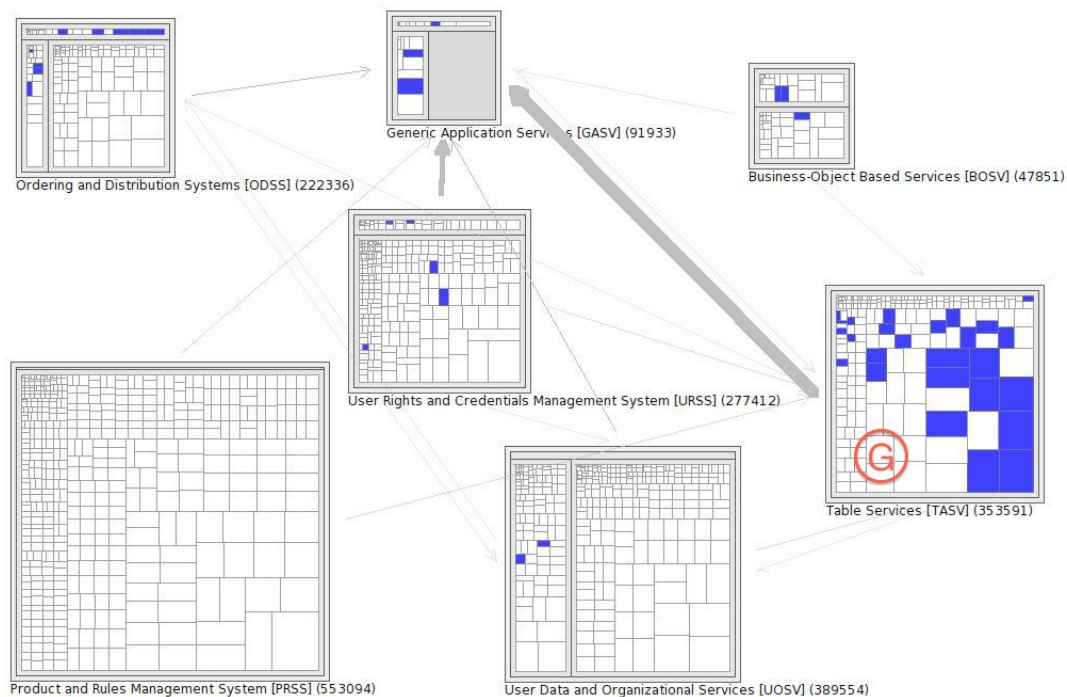 Generic Application Services [GASV] (91933)
Ordering and Distribution Systems [ODSS] (222336)
Business-Object Based Services [BOSV] (47851)
User Rights and Credentials Management System [URSS] (277412)
G
Table Services [TASV] (353591)
Product and Rules Management System [PRSS] (553094)
User Data and Organizational Services [UOSV] (389554)